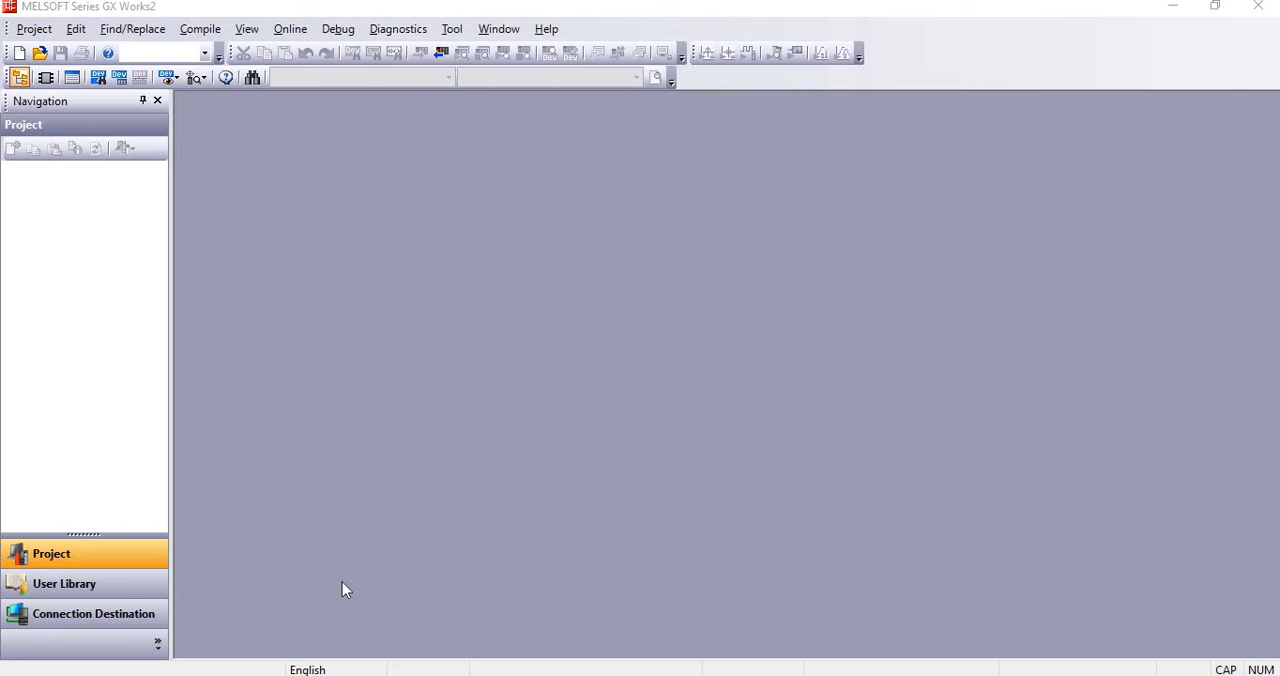 MELSOFT Series GX Works2
Project Edit Find/Replace Compile View Online Debug Diagnostics Tool Window Help
Navigation
Project
Project
User Library
Connection Destination
English CAP NUM